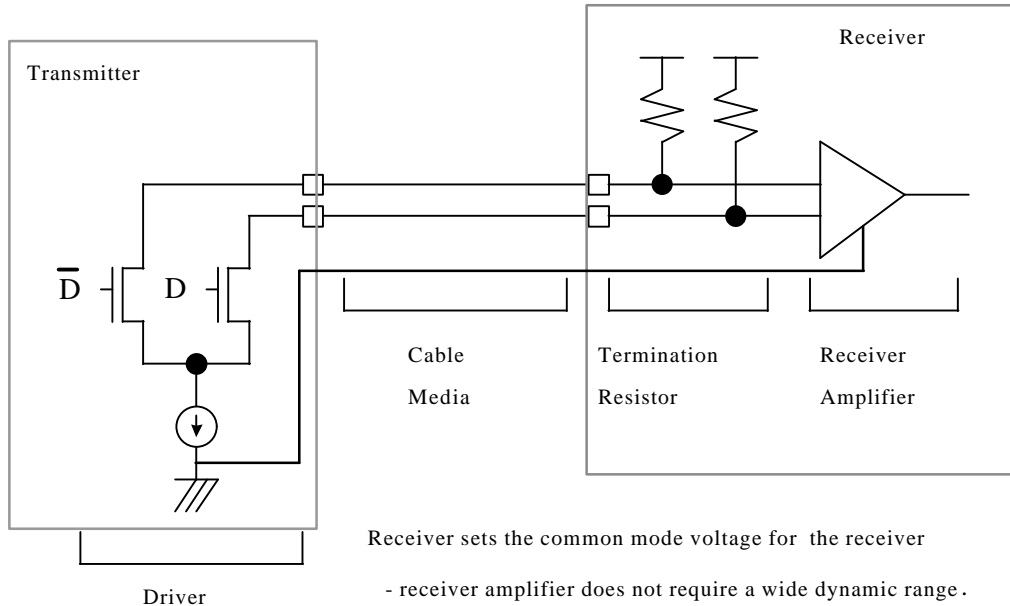 Receiver
Transmitter
D̅
D
Cable
Media
Termination
Resistor
Receiver
Amplifier
Receiver sets the common mode voltage for the receiver
- receiver amplifier does not require a wide dynamic range.
Driver